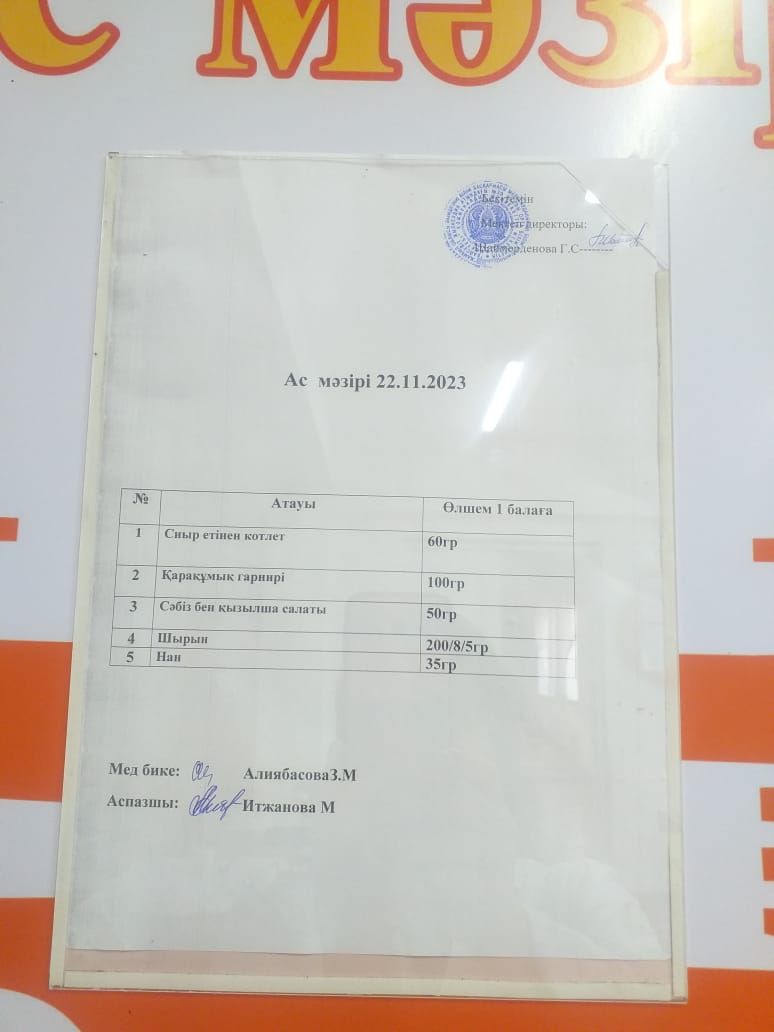 с мәзі
Бекітемін
Мектеп директоры:
Шаймерденова Г.С--------
Ас мәзірі 22.11.2023
№ Атауы Өлшем 1 балаға
1 Сиыр етінен котлет 60гр
2 Қарақұмық гарнирі 100гр
3 Сәбіз бен қызылша салаты 50гр
4 Шырын 200/8/5гр
5 Нан 35гр
Мед бике: АлиябасоваЗ.М
Аспазшы: Итжанова М